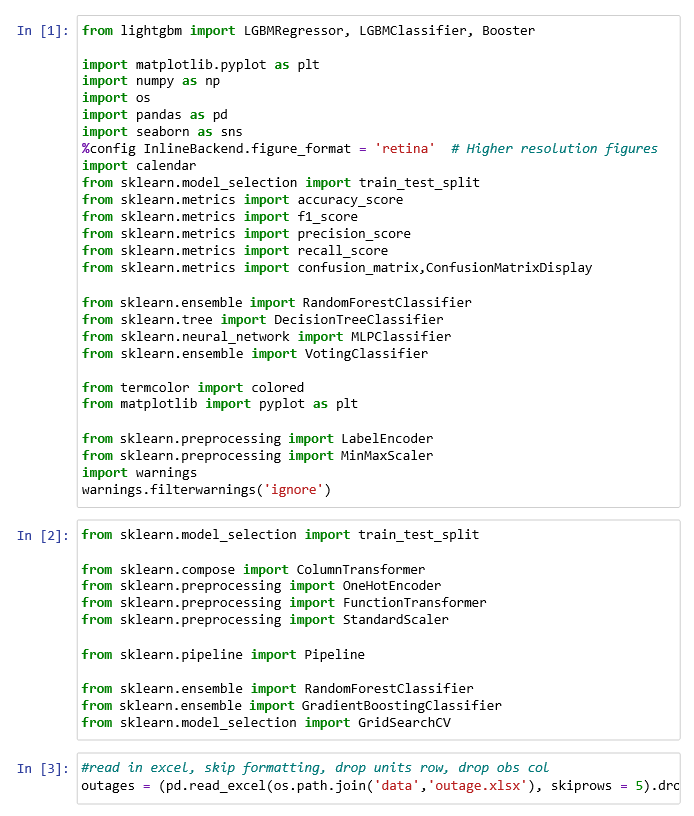 In [1]: from lightgbm import LGBMRegressor, LGBMClassifier, Booster
import matplotlib.pyplot as plt
import numpy as np
import os
import pandas as pd
import seaborn as sns
%config InlineBackend.figure_format = 'retina'  # Higher resolution figures
import calendar
from sklearn.model_selection import train_test_split
from sklearn.metrics import accuracy_score
from sklearn.metrics import f1_score
from sklearn.metrics import precision_score
from sklearn.metrics import recall_score
from sklearn.metrics import confusion_matrix,ConfusionMatrixDisplay
from sklearn.ensemble import RandomForestClassifier
from sklearn.tree import DecisionTreeClassifier
from sklearn.neural_network import MLPClassifier
from sklearn.ensemble import VotingClassifier
from termcolor import colored
from matplotlib import pyplot as plt
from sklearn.preprocessing import LabelEncoder
from sklearn.preprocessing import MinMaxScaler
import warnings
warnings.filterwarnings('ignore')
In [2]: from sklearn.model_selection import train_test_split
from sklearn.compose import ColumnTransformer
from sklearn.preprocessing import OneHotEncoder
from sklearn.preprocessing import FunctionTransformer
from sklearn.preprocessing import StandardScaler
from sklearn.pipeline import Pipeline
from sklearn.ensemble import RandomForestClassifier
from sklearn.ensemble import GradientBoostingClassifier
from sklearn.model_selection import GridSearchCV
In [3]: #read in excel, skip formatting, drop units row, drop obs col
outages = (pd.read_excel(os.path.join('data','outage.xlsx'), skiprows = 5).drc